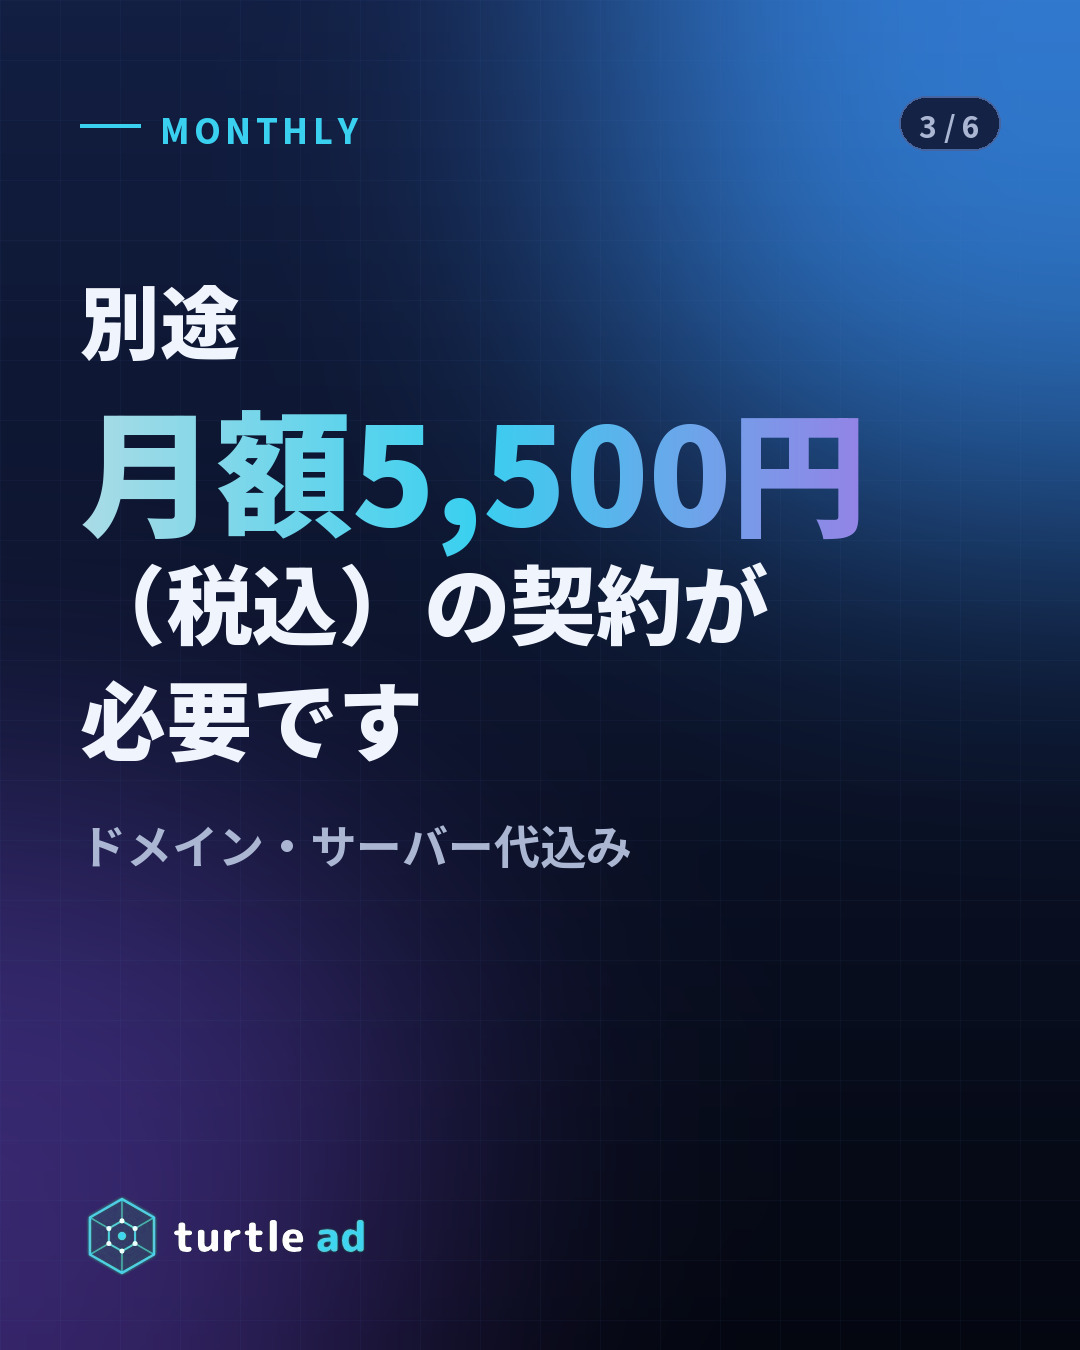 MONTHLY
3 / 6
別途
月額5,500円
（税込）の契約が
必要です
ドメイン・サーバー代込み
turtle ad